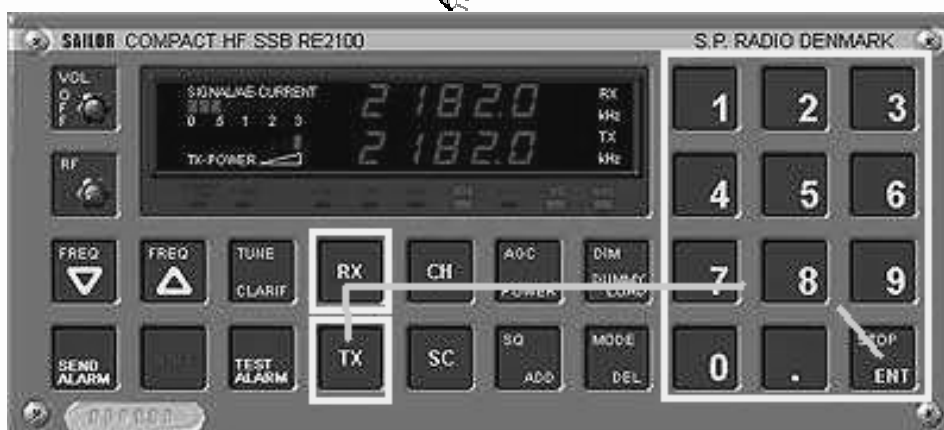 SAILOR COMPACT HF SSB RE2100 S.P. RADIO DENMARK
VOL
OFF
SIGNAL/AE-CURRENT
0 .5 1 2 3
TX-POWER
2182.0 RX kHz
2182.0 TX kHz
RF
1 2 3
4 5 6
FREQ FREQ TUNE CLARIF RX CH AGC POWER DIM DUMMY LOAD 7 8 9
SEND ALARM TEST ALARM TX SC SQ ADD MODE DEL 0 . STOP ENT